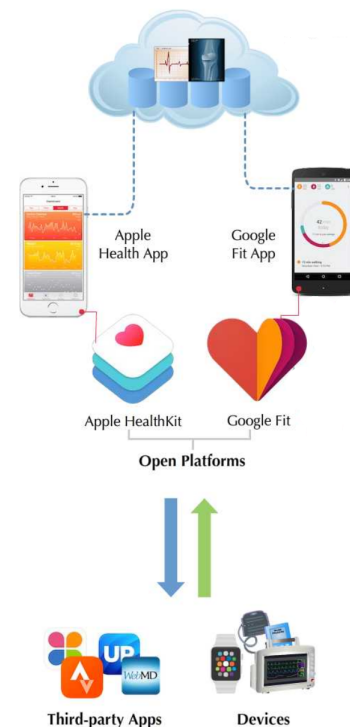 Apple
Health App
Google
Fit App
Apple HealthKit
Google Fit
Open Platforms
UP
WebMD
Third-party Apps
Devices